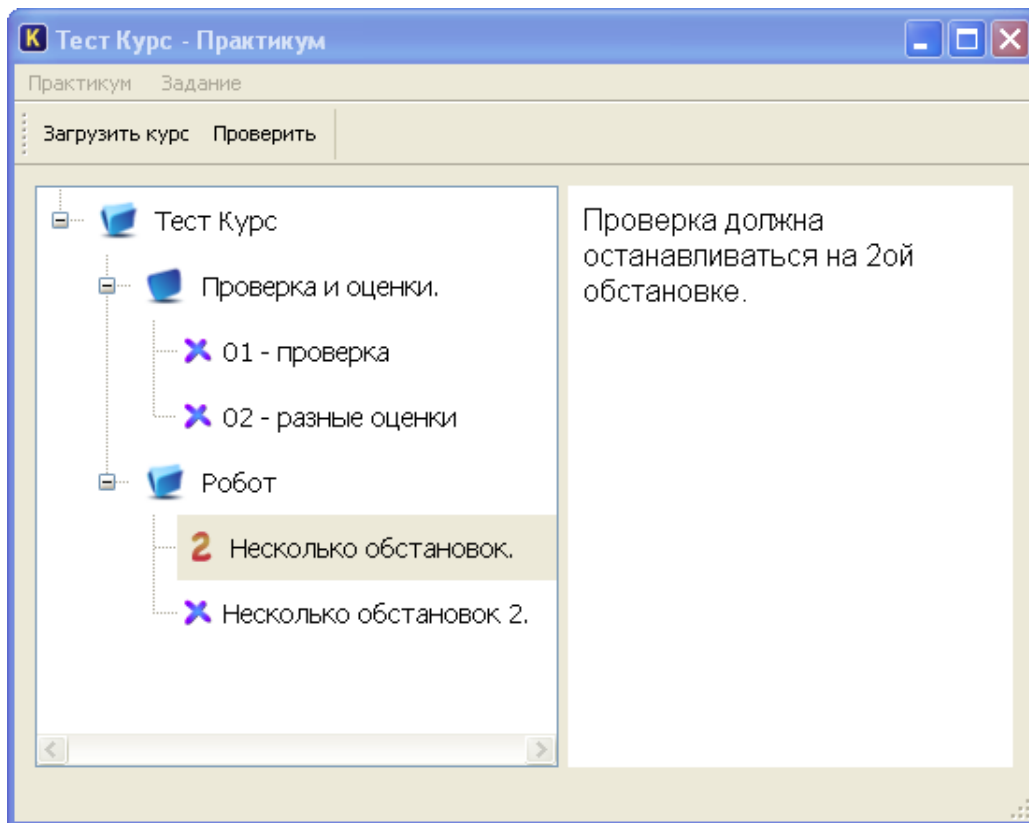 K Тест Курс - Практикум
Практикум Задание
Загрузить курс Проверить
Тест Курс
Проверка и оценки.
01 - проверка
02 - разные оценки
Робот
2 Несколько обстановок.
Несколько обстановок 2.
Проверка должна
останавливаться на 2ой
обстановке.